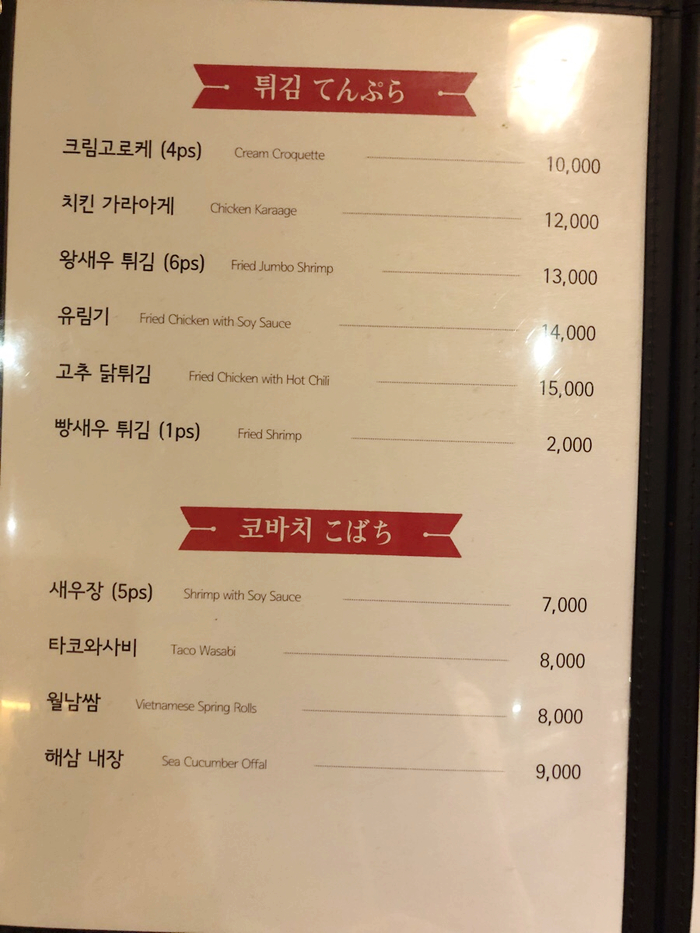 튀김 てんぷら
크림고로케 (4ps) Cream Croquette 10,000
치킨 가라아게 Chicken Karaage 12,000
왕새우 튀김 (6ps) Fried Jumbo Shrimp 13,000
유림기 Fried Chicken with Soy Sauce 14,000
고추 닭튀김 Fried Chicken with Hot Chili 15,000
빵새우 튀김 (1ps) Fried Shrimp 2,000
코바치 こばち
새우장 (5ps) Shrimp with Soy Sauce 7,000
타코와사비 Taco Wasabi 8,000
월남쌈 Vietnamese Spring Rolls 8,000
해삼 내장 Sea Cucumber Offal 9,000